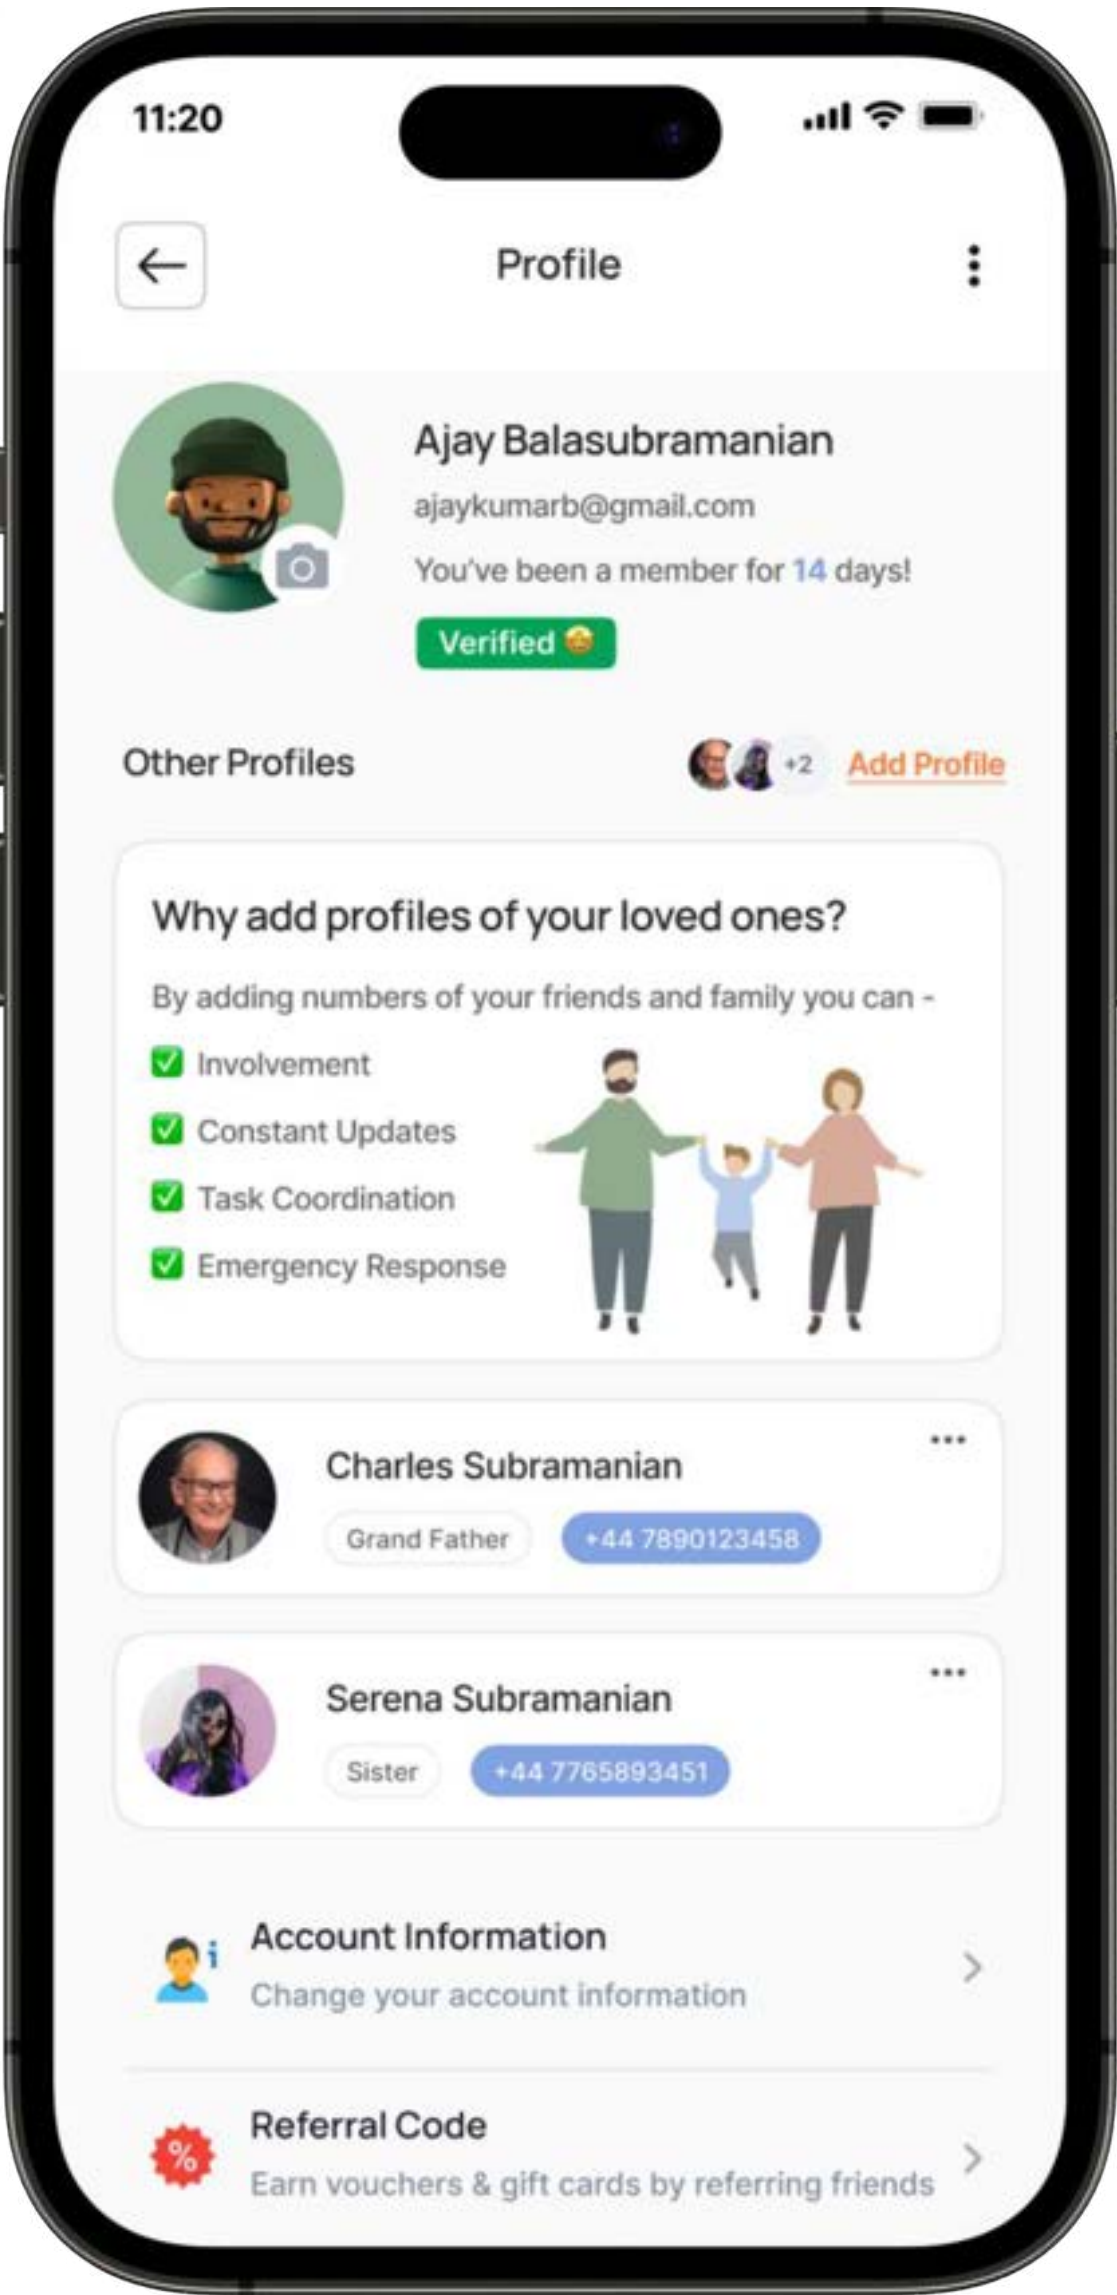 11:20
Profile
Ajay Balasubramanian
ajaykumarb@gmail.com
You've been a member for 14 days!
Verified 🤩
Other Profiles
+2
Add Profile
Why add profiles of your loved ones?
By adding numbers of your friends and family you can -
✅ Involvement
✅ Constant Updates
✅ Task Coordination
✅ Emergency Response
Charles Subramanian
Grand Father
+44 7890123458
Serena Subramanian
Sister
+44 7765893451
Account Information
Change your account information
Referral Code
Earn vouchers & gift cards by referring friends